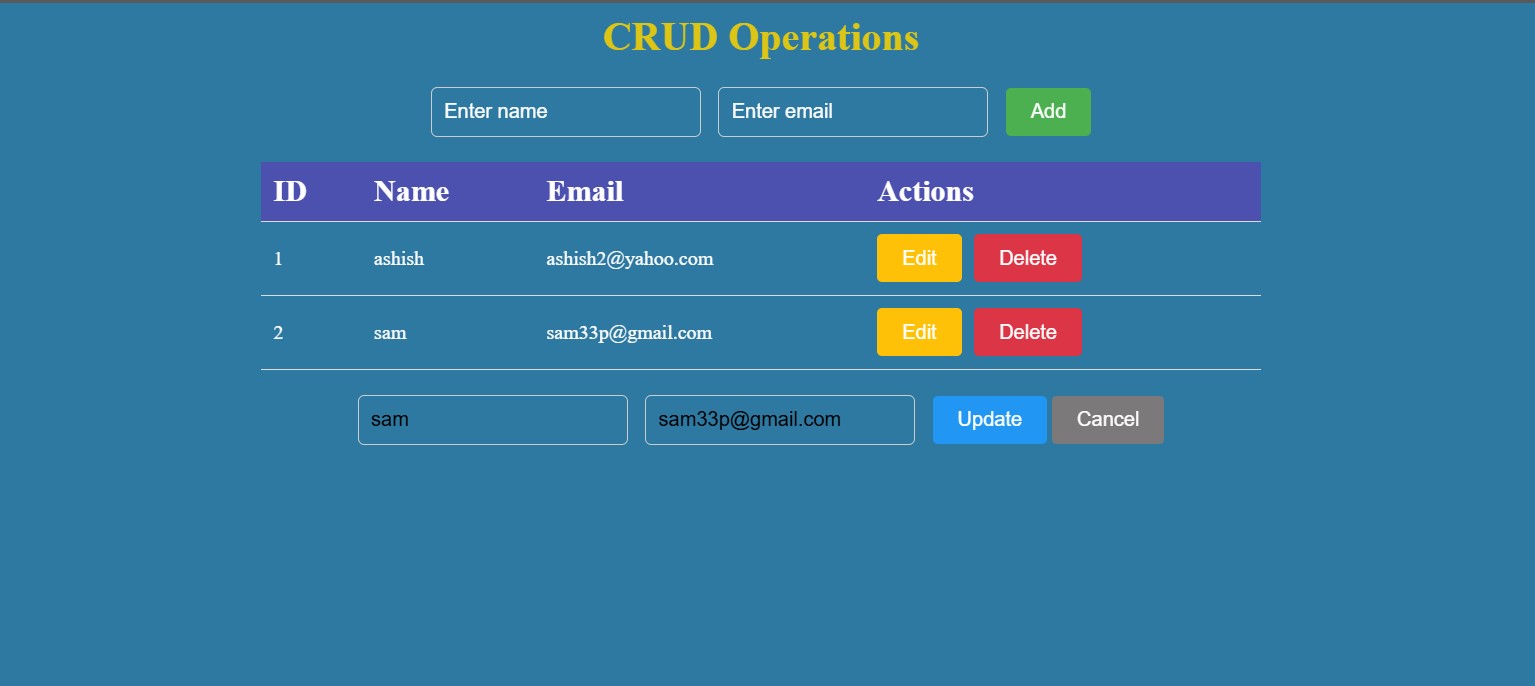 CRUD Operations
Enter name Enter email Add
ID Name Email Actions
1 ashish ashish2@yahoo.com Edit Delete
2 sam sam33p@gmail.com Edit Delete
sam sam33p@gmail.com Update Cancel